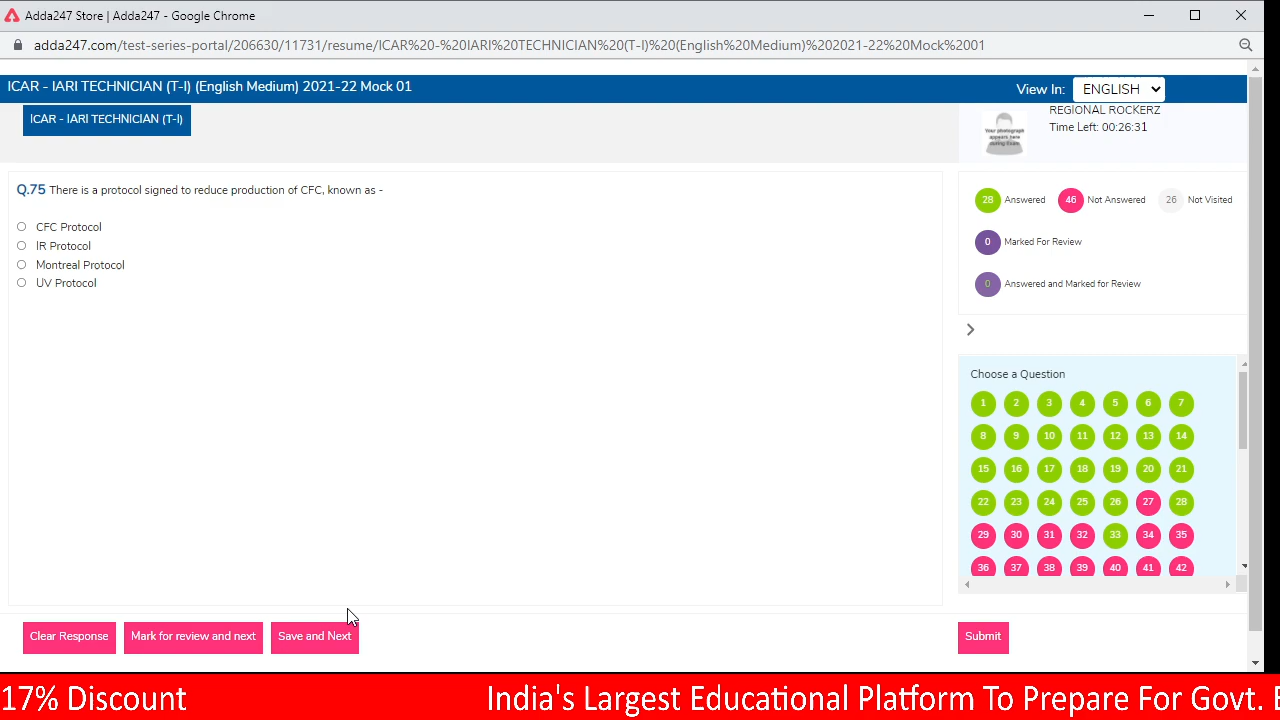 Adda247 Store | Adda247 - Google Chrome
adda247.com/test-series-portal/206630/11731/resume/ICAR%20-%20IARI%20TECHNICIAN%20(T-I)%20(English%20Medium)%202021-22%20Mock%2001
ICAR - IARI TECHNICIAN (T-I) (English Medium) 2021-22 Mock 01
View In: ENGLISH
ICAR - IARI TECHNICIAN (T-I)
Your photograph
appears here
during Exam
REGIONAL ROCKERZ
Time Left: 00:26:31
Q.75 There is a protocol signed to reduce production of CFC, known as -
CFC Protocol
IR Protocol
Montreal Protocol
UV Protocol
28 Answered 46 Not Answered 26 Not Visited
0 Marked For Review
0 Answered and Marked for Review
Choose a Question
1 2 3 4 5 6 7
8 9 10 11 12 13 14
15 16 17 18 19 20 21
22 23 24 25 26 27 28
29 30 31 32 33 34 35
36 37 38 39 40 41 42
Clear Response Mark for review and next Save and Next Submit
17% Discount India's Largest Educational Platform To Prepare For Govt. E